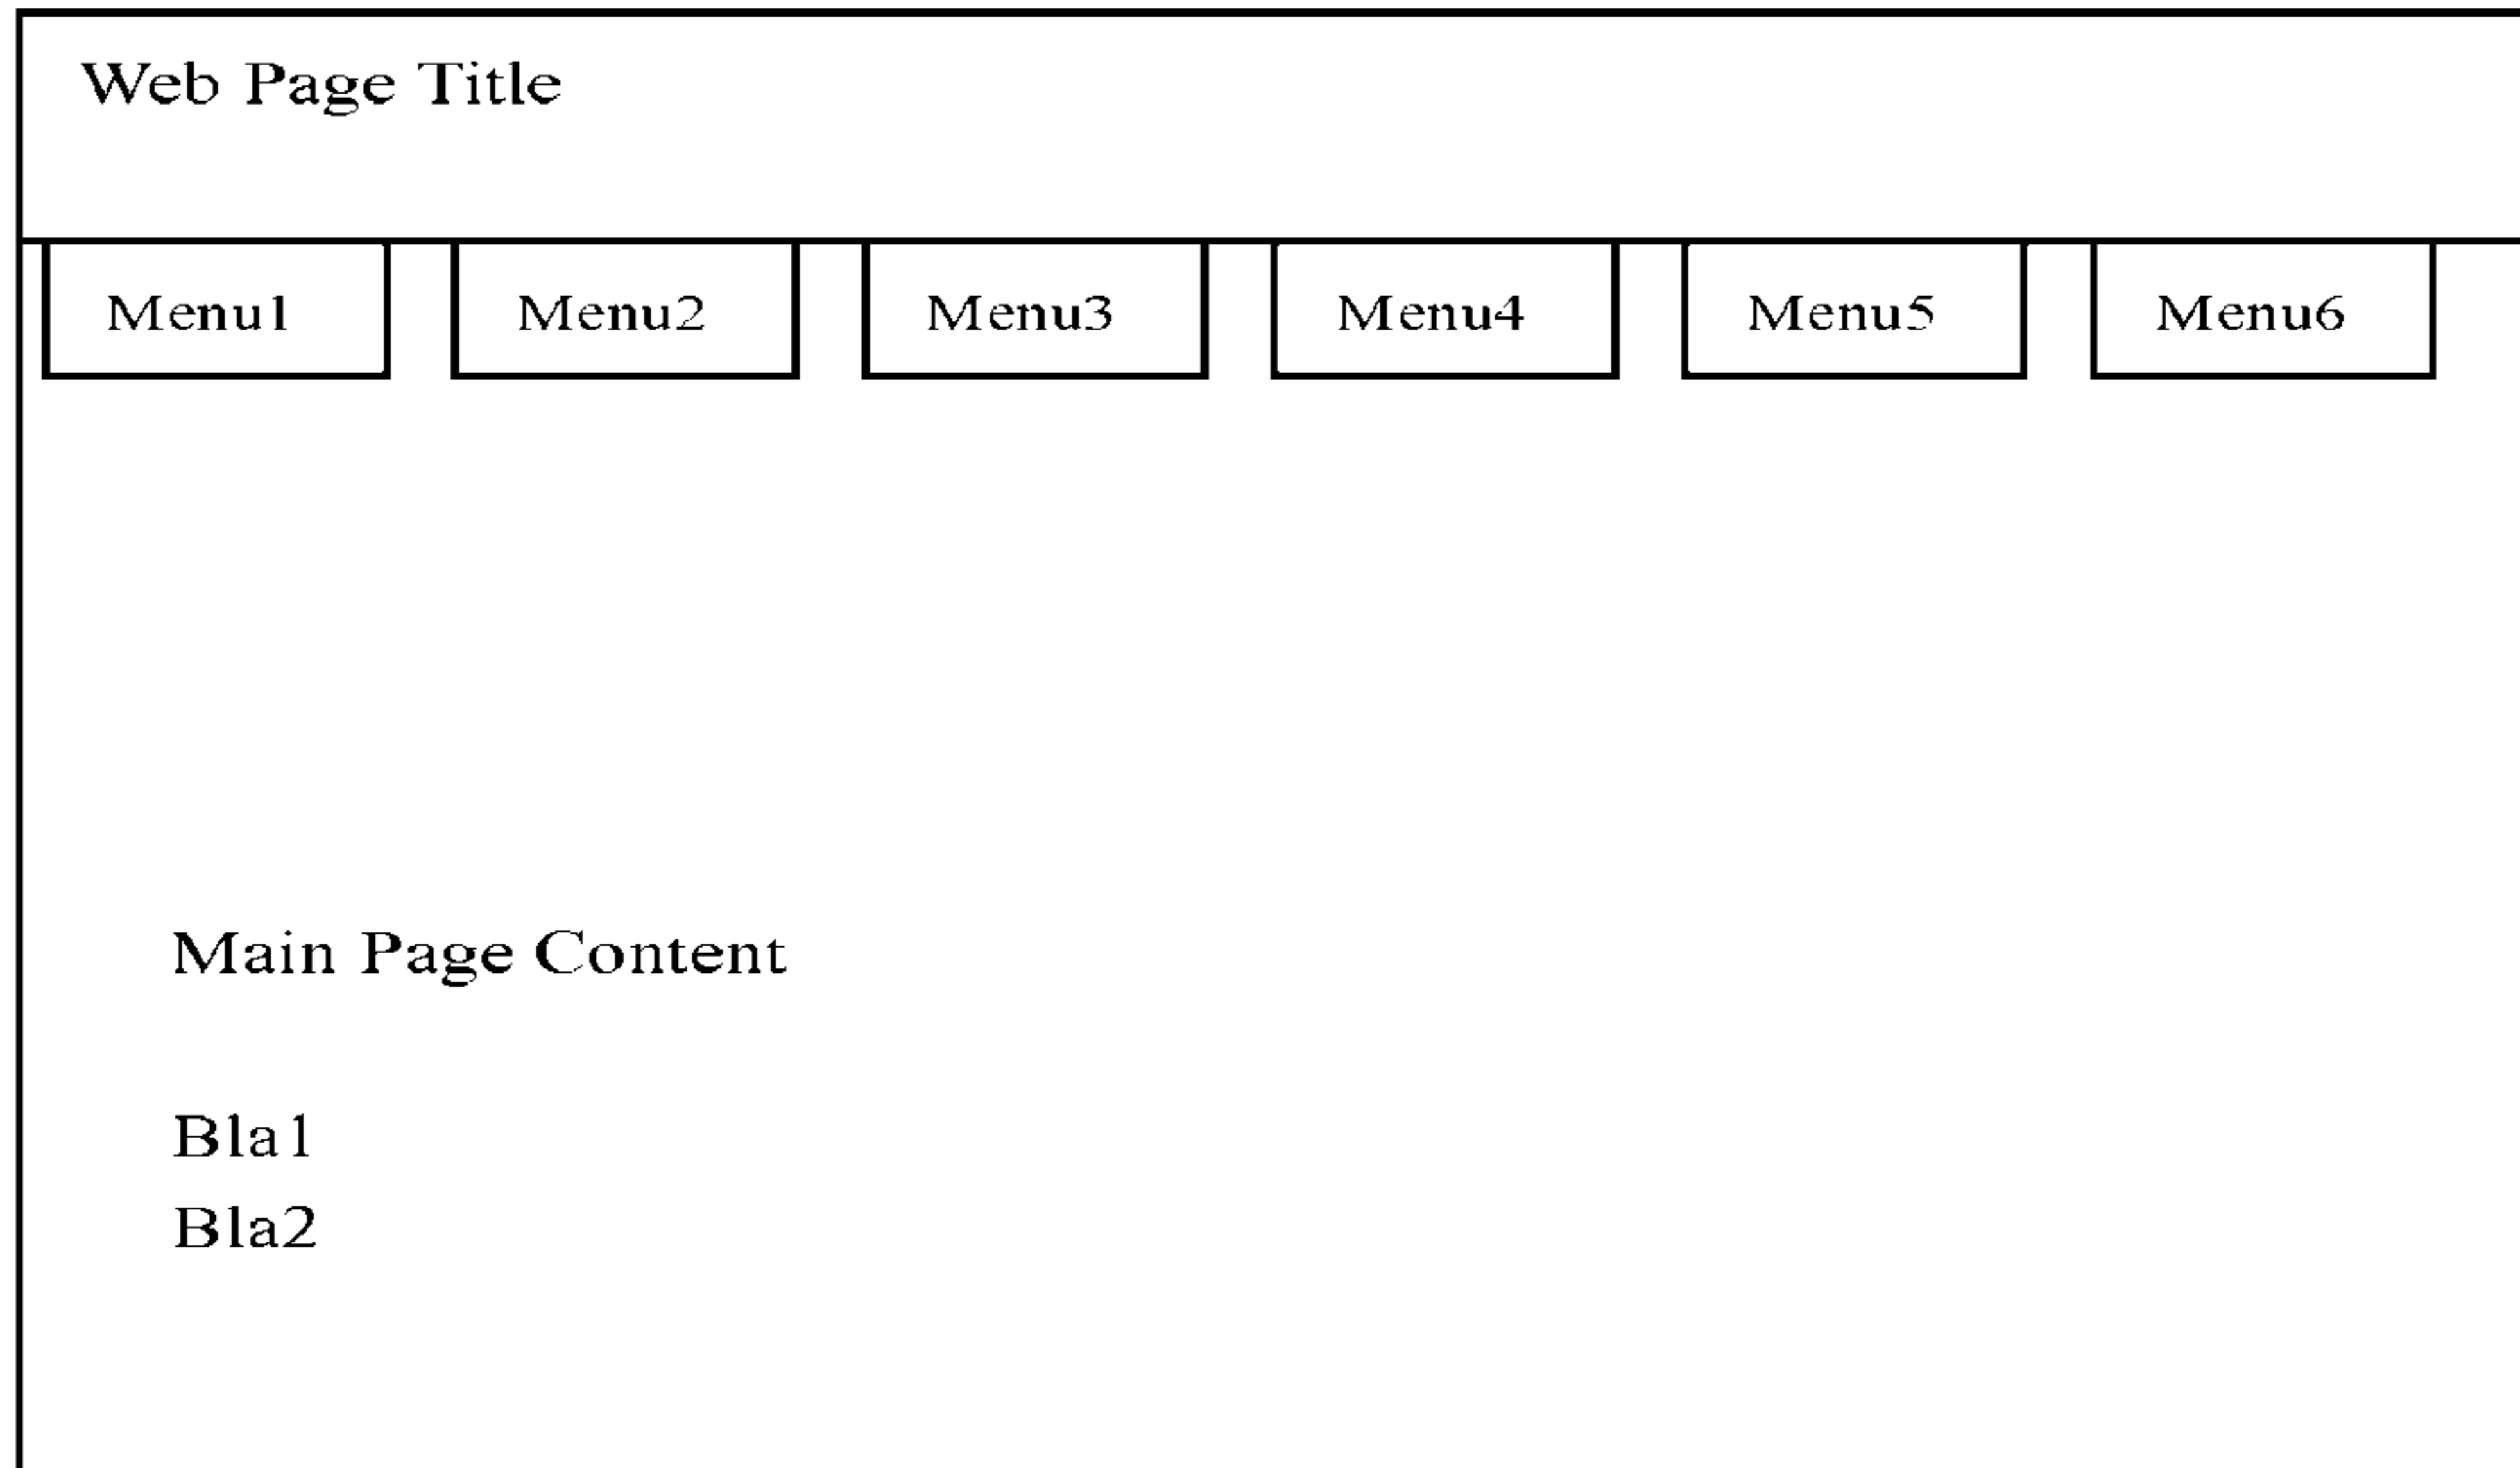 Web Page Title
Menu1 Menu2 Menu3 Menu4 Menu5 Menu6
Main Page Content
Bla1
Bla2